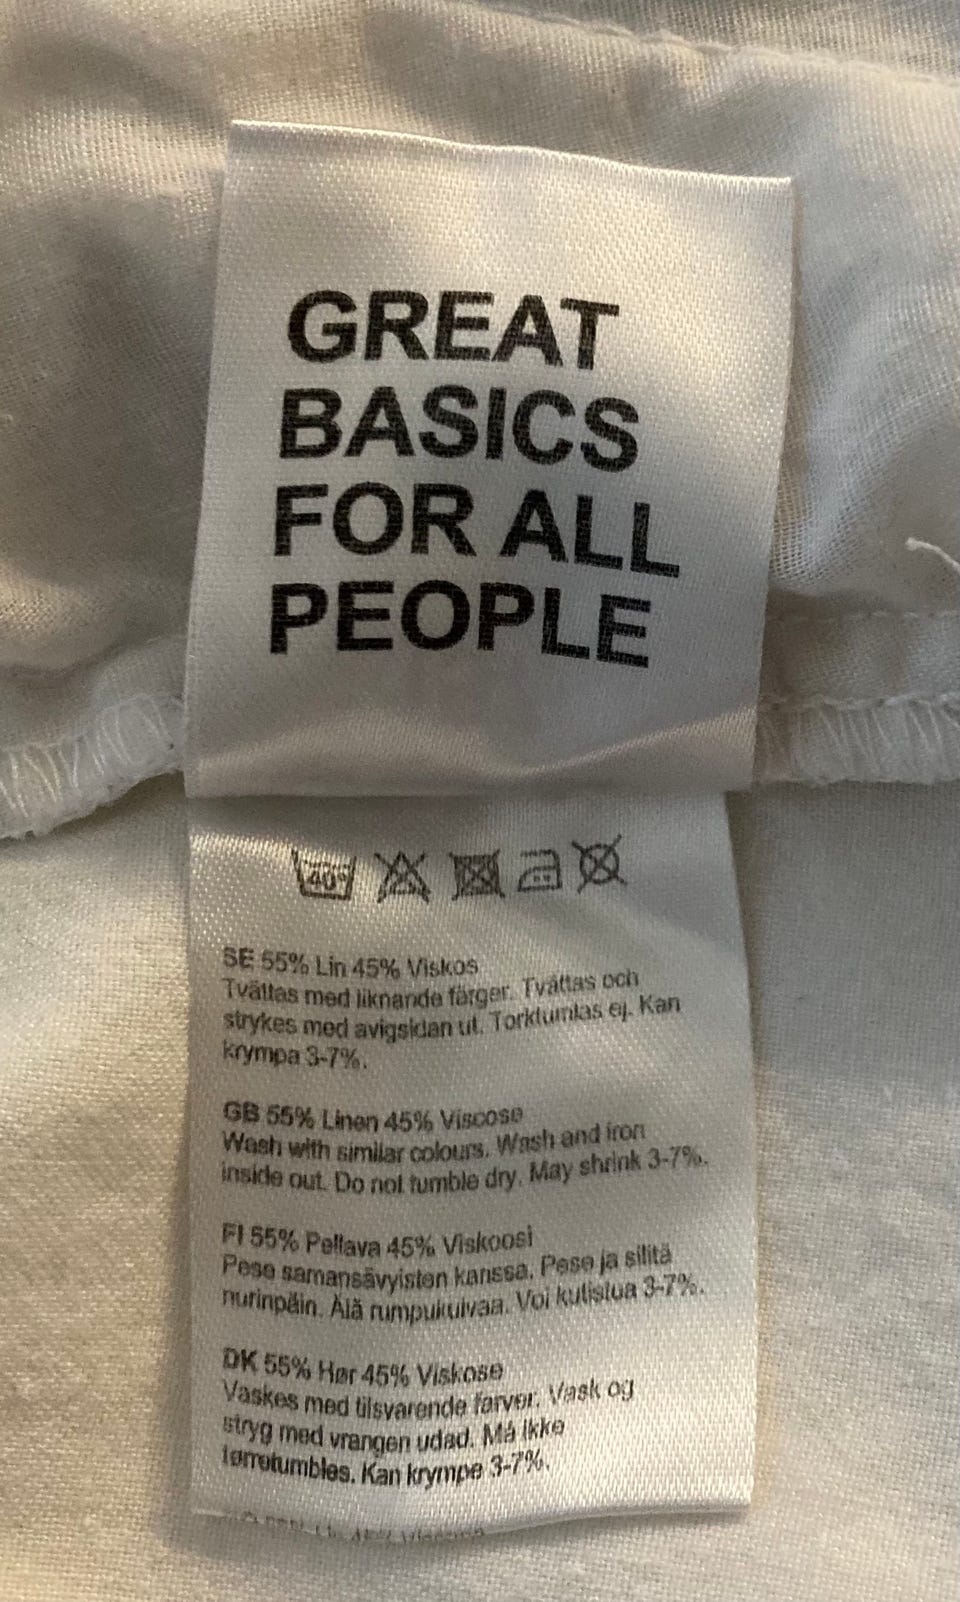 GREAT
BASICS
FOR ALL
PEOPLE
40°
SE 55% Lin 45% Viskos
Tvättas med liknande färger. Tvättas och
strykes med avigsidan ut. Torktumlas ej. Kan
krympa 3-7%.
GB 55% Linen 45% Viscose
Wash with similar colours. Wash and iron
inside out. Do not tumble dry. May shrink 3-7%.
FI 55% Pellava 45% Viskoosi
Pese samansävyisten kanssa. Pese ja silitä
nurinpäin. Älä rumpukuivaa. Voi kutistua 3-7%.
DK 55% Hør 45% Viskose
Vaskes med tilsvarende farver. Vask og
stryg med vrangen udad. Må ikke
tørretumbles. Kan krympe 3-7%.